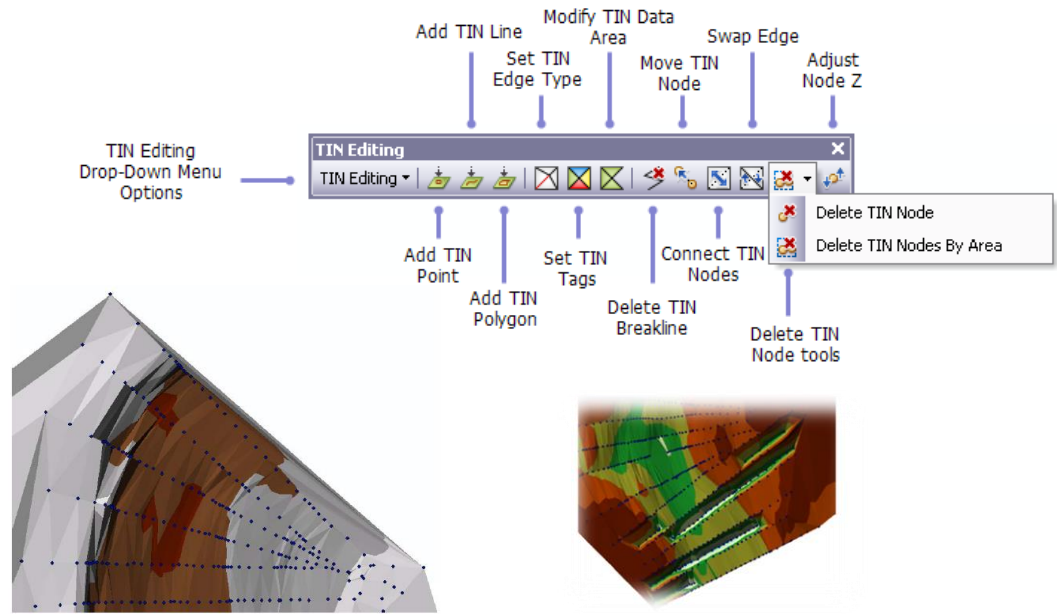 Add TIN Line
Set TIN
Edge Type
Modify TIN Data
Area
Move TIN
Node
Swap Edge
Adjust
Node Z
TIN Editing
Drop-Down Menu
Options
TIN Editing
TIN Editing
Delete TIN Node
Delete TIN Nodes By Area
Add TIN
Point
Add TIN
Polygon
Set TIN
Tags
Delete TIN
Breakline
Connect TIN
Nodes
Delete TIN
Node tools